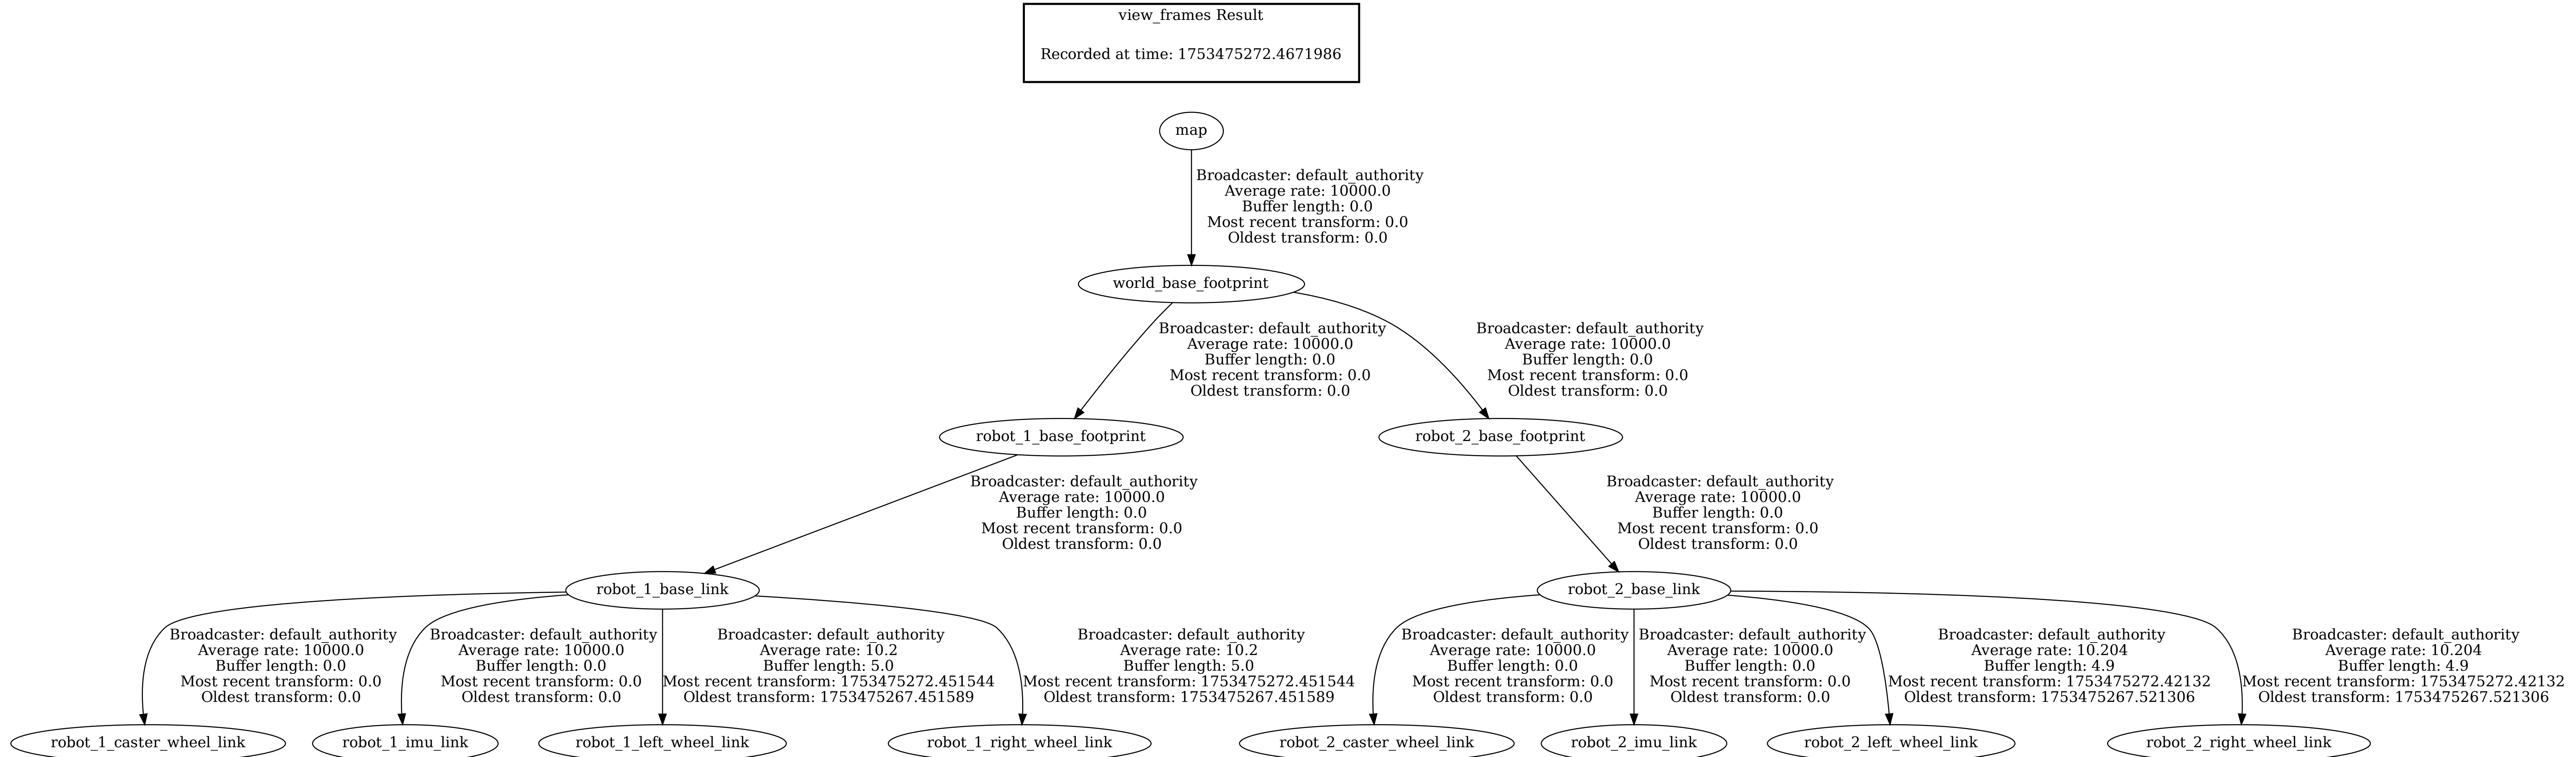 view_frames Result
Recorded at time: 1753475272.4671986
map
Broadcaster: default_authority
Average rate: 10000.0
Buffer length: 0.0
Most recent transform: 0.0
Oldest transform: 0.0
world_base_footprint
Broadcaster: default_authority
Average rate: 10000.0
Buffer length: 0.0
Most recent transform: 0.0
Oldest transform: 0.0
Broadcaster: default_authority
Average rate: 10000.0
Buffer length: 0.0
Most recent transform: 0.0
Oldest transform: 0.0
robot_1_base_footprint
robot_2_base_footprint
Broadcaster: default_authority
Average rate: 10000.0
Buffer length: 0.0
Most recent transform: 0.0
Oldest transform: 0.0
Broadcaster: default_authority
Average rate: 10000.0
Buffer length: 0.0
Most recent transform: 0.0
Oldest transform: 0.0
robot_1_base_link
robot_2_base_link
Broadcaster: default_authority
Average rate: 10000.0
Buffer length: 0.0
Most recent transform: 0.0
Oldest transform: 0.0
Broadcaster: default_authority
Average rate: 10000.0
Buffer length: 0.0
Most recent transform: 0.0
Oldest transform: 0.0
Broadcaster: default_authority
Average rate: 10.2
Buffer length: 5.0
Most recent transform: 1753475272.451544
Oldest transform: 1753475267.451589
Broadcaster: default_authority
Average rate: 10.2
Buffer length: 5.0
Most recent transform: 1753475272.451544
Oldest transform: 1753475267.451589
Broadcaster: default_authority
Average rate: 10000.0
Buffer length: 0.0
Most recent transform: 0.0
Oldest transform: 0.0
Broadcaster: default_authority
Average rate: 10000.0
Buffer length: 0.0
Most recent transform: 0.0
Oldest transform: 0.0
Broadcaster: default_authority
Average rate: 10.204
Buffer length: 4.9
Most recent transform: 1753475272.42132
Oldest transform: 1753475267.521306
Broadcaster: default_authority
Average rate: 10.204
Buffer length: 4.9
Most recent transform: 1753475272.42132
Oldest transform: 1753475267.521306
robot_1_caster_wheel_link
robot_1_imu_link
robot_1_left_wheel_link
robot_1_right_wheel_link
robot_2_caster_wheel_link
robot_2_imu_link
robot_2_left_wheel_link
robot_2_right_wheel_link